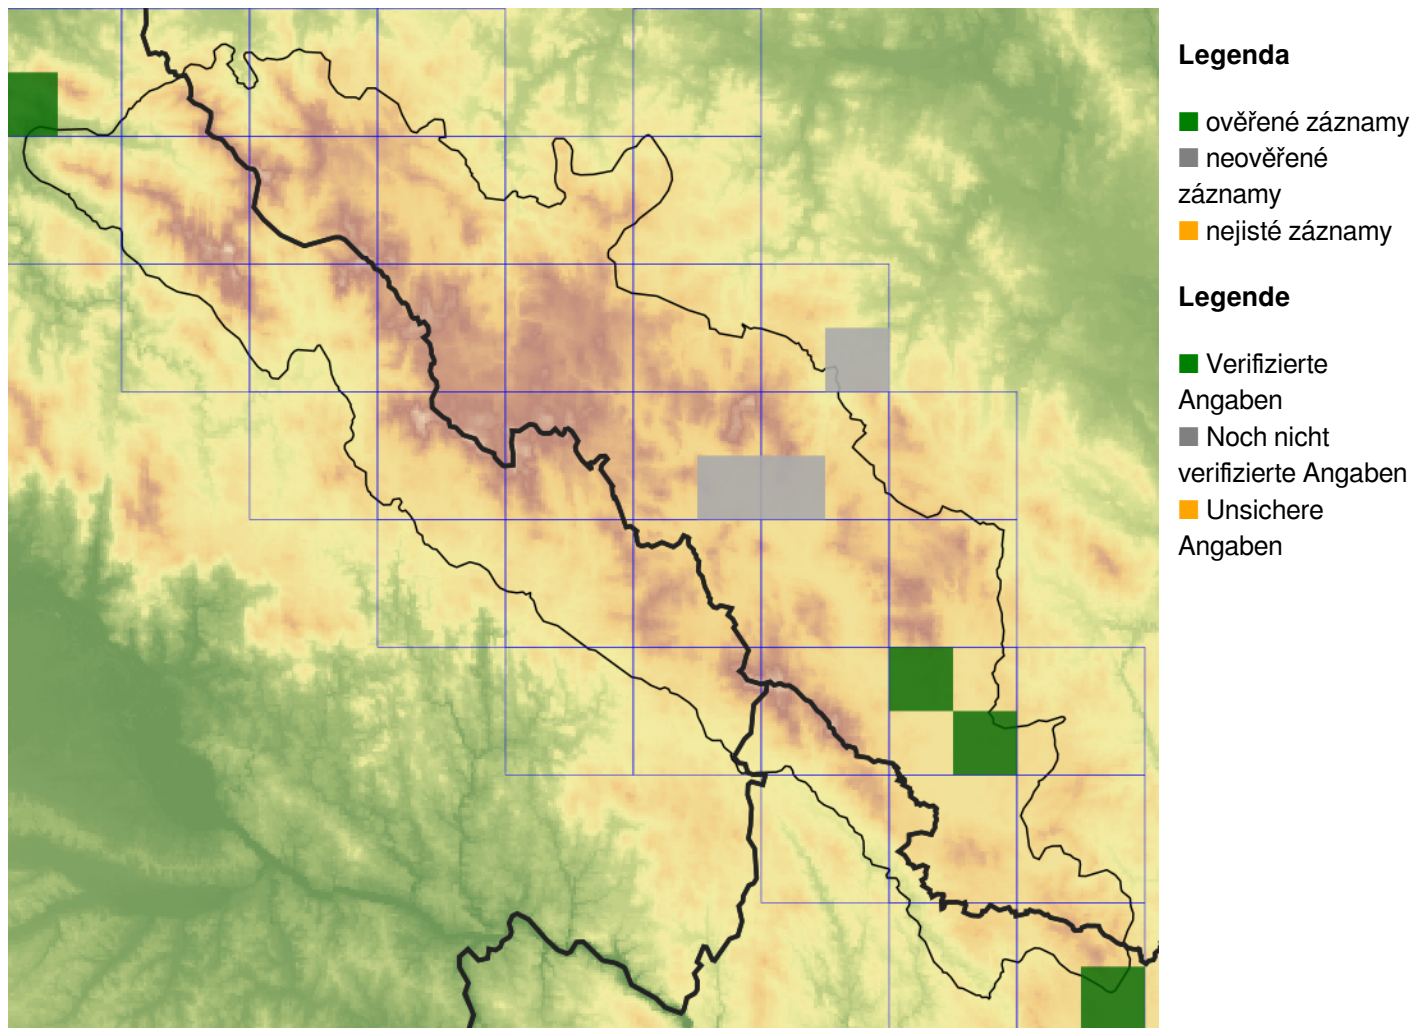 Legenda
ověřené záznamy
neověřené
záznamy
nejisté záznamy
Legende
Verifizierte
Angaben
Noch nicht
verifizierte Angaben
Unsichere
Angaben